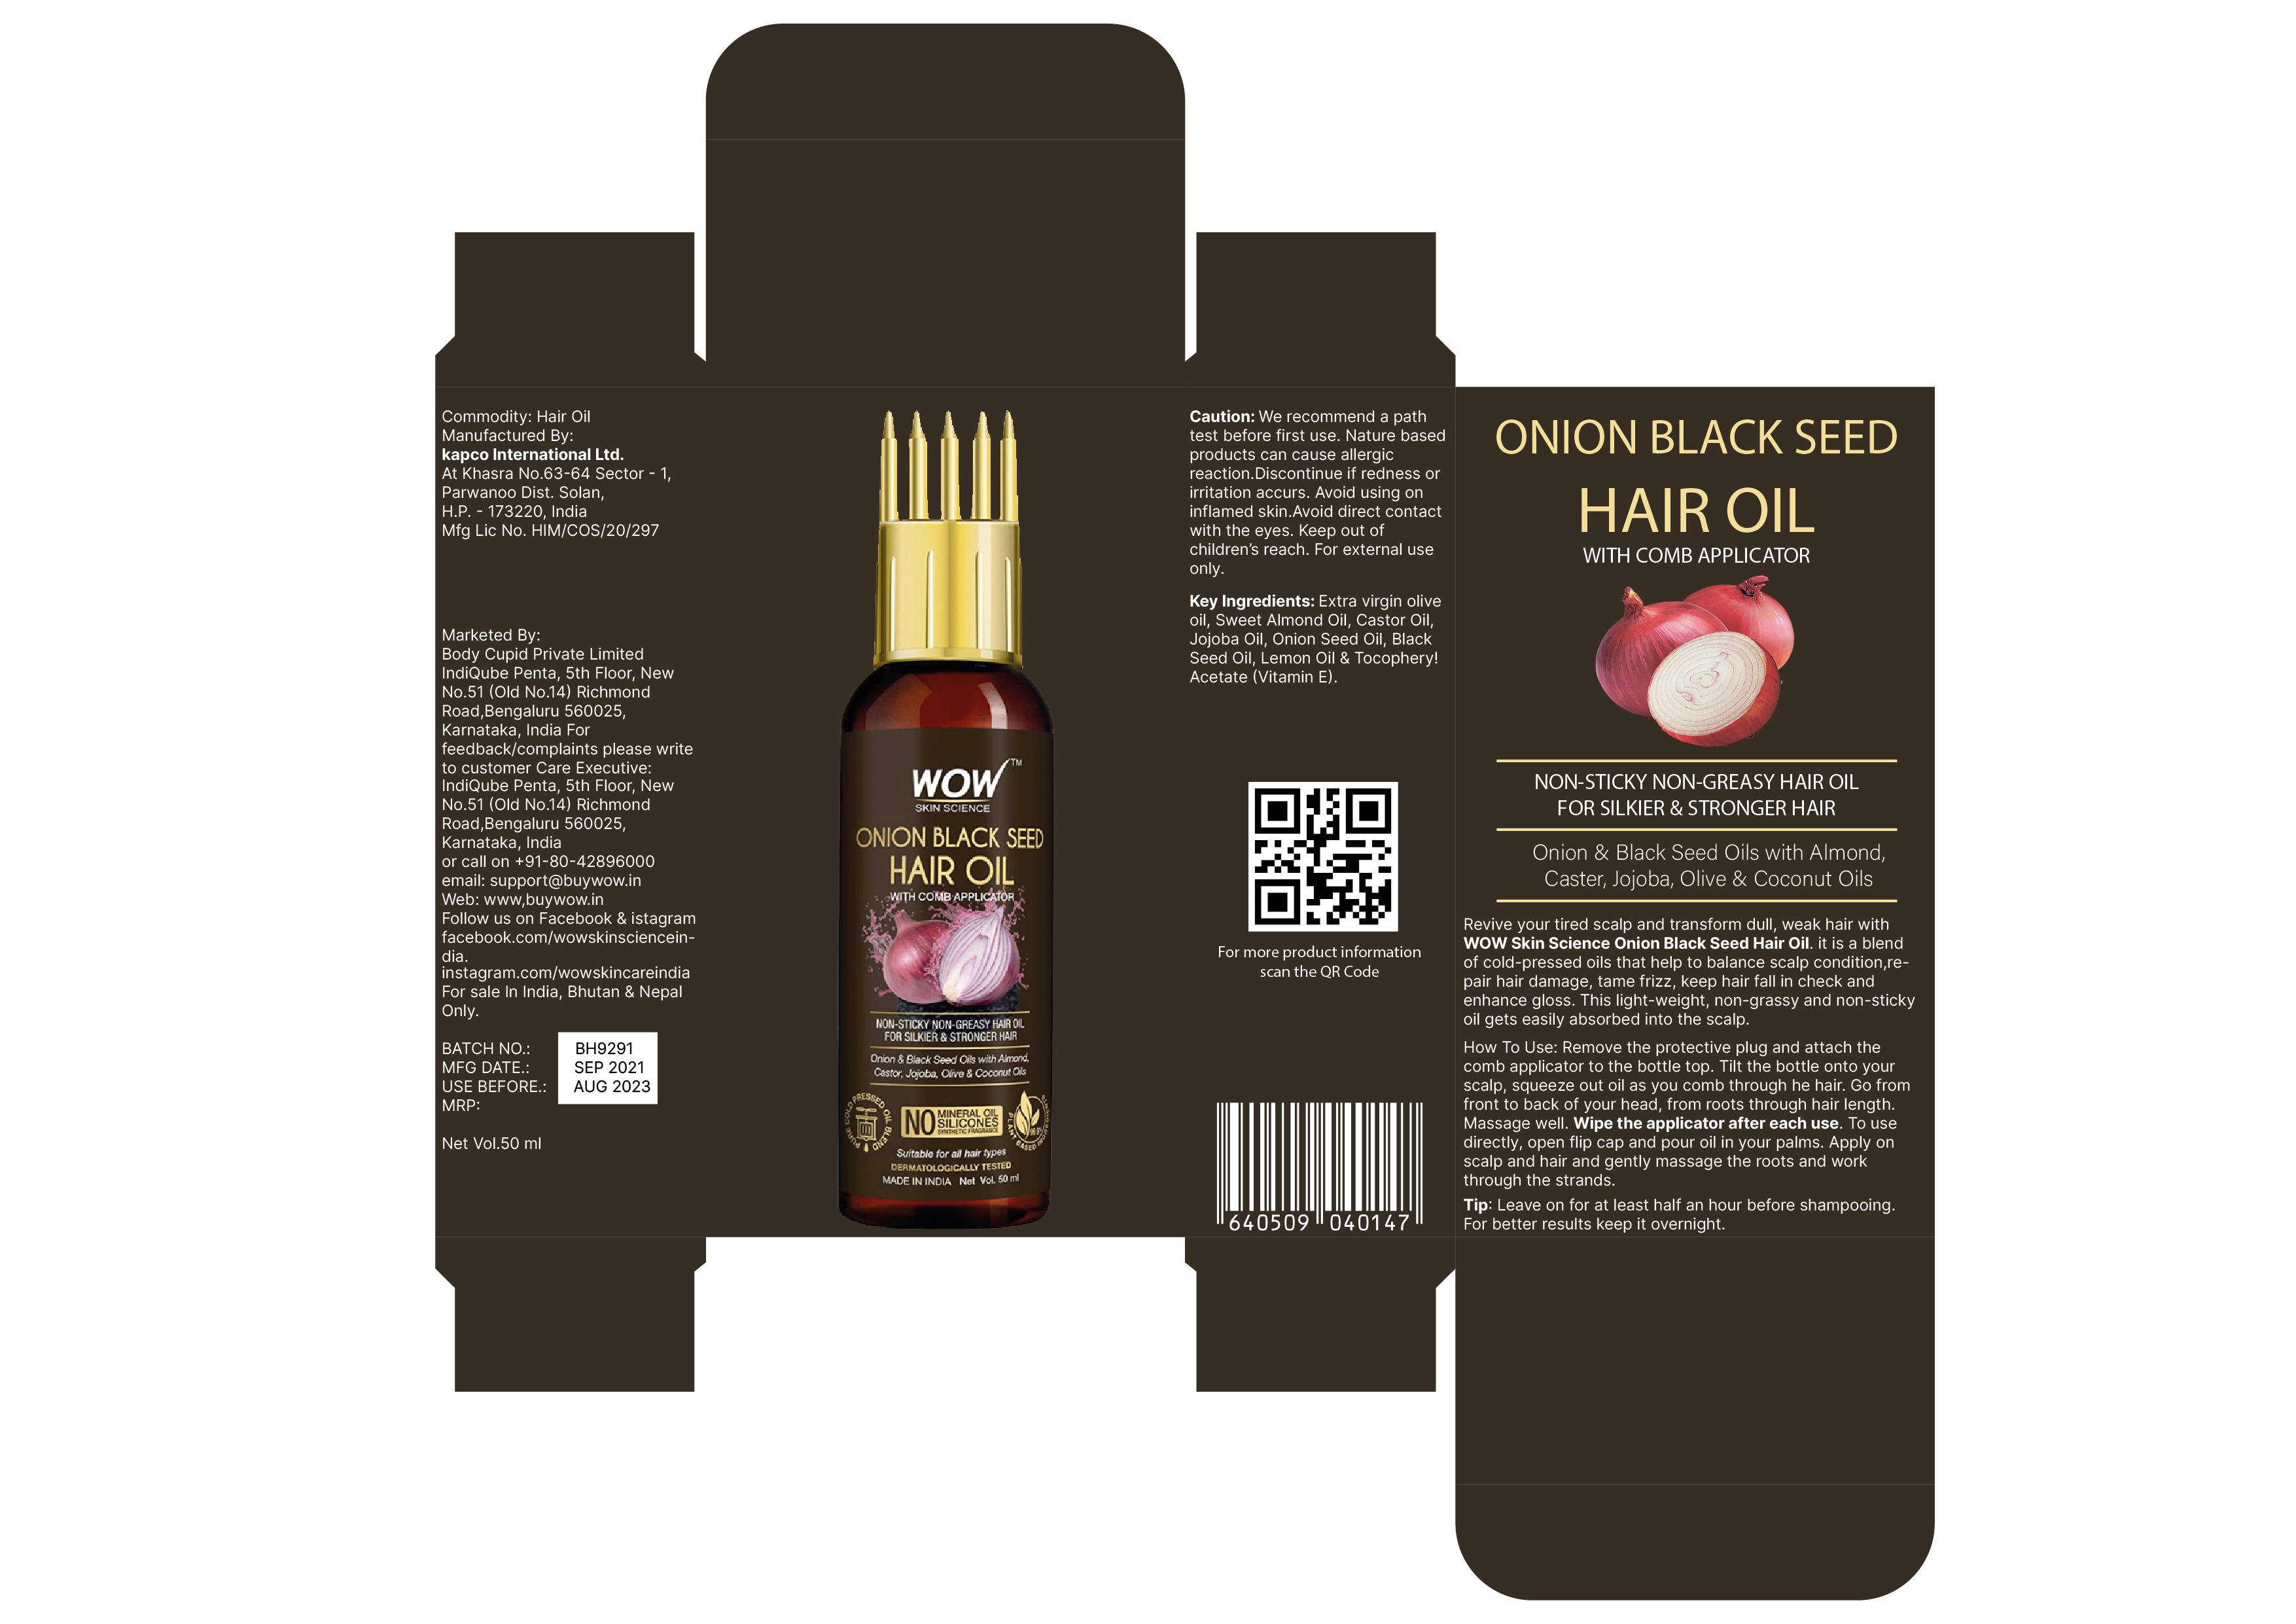 Commodity: Hair Oil
Manufactured By:
kapco International Ltd.
At Khasra No.63-64 Sector - 1,
Parwanoo Dist. Solan,
H.P. - 173220, India
Mfg Lic No. HIM/COS/20/297
Marketed By:
Body Cupid Private Limited
IndiQube Penta, 5th Floor, New
No.51 (Old No.14) Richmond
Road,Bengaluru 560025,
Karnataka, India For
feedback/complaints please write
to customer Care Executive:
IndiQube Penta, 5th Floor, New
No.51 (Old No.14) Richmond
Road,Bengaluru 560025,
Karnataka, India
or call on +91-80-42896000
email: support@buywow.in
Web: www,buywow.in
Follow us on Facebook & istagram
facebook.com/wowskinsciencein-
dia.
instagram.com/wowskincareindia
For sale In India, Bhutan & Nepal
Only.
BATCH NO.: BH9291
MFG DATE.: SEP 2021
USE BEFORE.: AUG 2023
MRP:
Net Vol.50 ml
WOW™
SKIN SCIENCE
ONION BLACK SEED
HAIR OIL
WITH COMB APPLICATOR
NON-STICKY NON-GREASY HAIR OIL
FOR SILKIER & STRONGER HAIR
Onion & Black Seed Oils with Almond,
Castor, Jojoba, Olive & Coconut Oils
PURE COLD PRESSED OIL BLEND
NO MINERAL OIL
SILICONES
SYNTHETIC FRAGRANCE
PLANT BASED
Suitable for all hair types
DERMATOLOGICALLY TESTED
MADE IN INDIA Net Vol. 50 ml
Caution: We recommend a path
test before first use. Nature based
products can cause allergic
reaction.Discontinue if redness or
irritation accurs. Avoid using on
inflamed skin.Avoid direct contact
with the eyes. Keep out of
children’s reach. For external use
only.
Key Ingredients: Extra virgin olive
oil, Sweet Almond Oil, Castor Oil,
Jojoba Oil, Onion Seed Oil, Black
Seed Oil, Lemon Oil & Tocophery!
Acetate (Vitamin E).
For more product information
scan the QR Code
640509 040147
ONION BLACK SEED
HAIR OIL
WITH COMB APPLICATOR
NON-STICKY NON-GREASY HAIR OIL
FOR SILKIER & STRONGER HAIR
Onion & Black Seed Oils with Almond,
Caster, Jojoba, Olive & Coconut Oils
Revive your tired scalp and transform dull, weak hair with
WOW Skin Science Onion Black Seed Hair Oil. it is a blend
of cold-pressed oils that help to balance scalp condition,re-
pair hair damage, tame frizz, keep hair fall in check and
enhance gloss. This light-weight, non-grassy and non-sticky
oil gets easily absorbed into the scalp.
How To Use: Remove the protective plug and attach the
comb applicator to the bottle top. Tilt the bottle onto your
scalp, squeeze out oil as you comb through he hair. Go from
front to back of your head, from roots through hair length.
Massage well. Wipe the applicator after each use. To use
directly, open flip cap and pour oil in your palms. Apply on
scalp and hair and gently massage the roots and work
through the strands.
Tip: Leave on for at least half an hour before shampooing.
For better results keep it overnight.